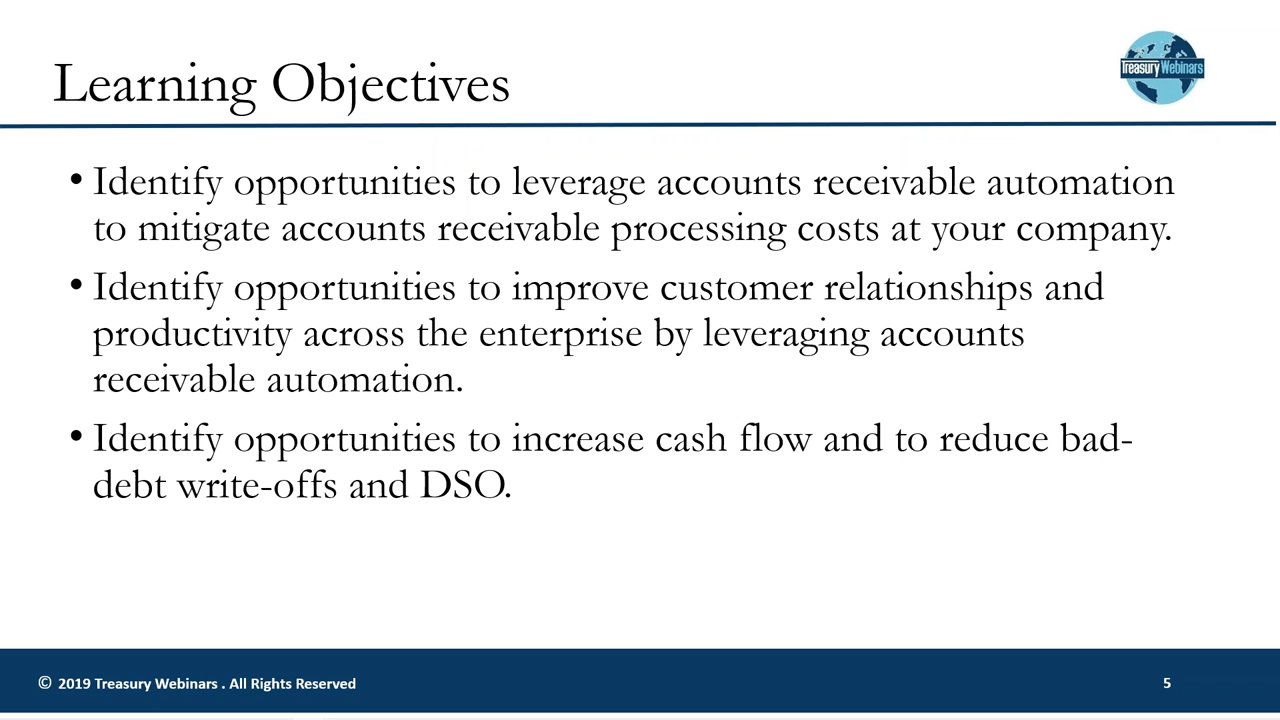 Learning Objectives
Treasury Webinars
• Identify opportunities to leverage accounts receivable automation
to mitigate accounts receivable processing costs at your company.
• Identify opportunities to improve customer relationships and
productivity across the enterprise by leveraging accounts
receivable automation.
• Identify opportunities to increase cash flow and to reduce bad-
debt write-offs and DSO.
© 2019 Treasury Webinars . All Rights Reserved
5